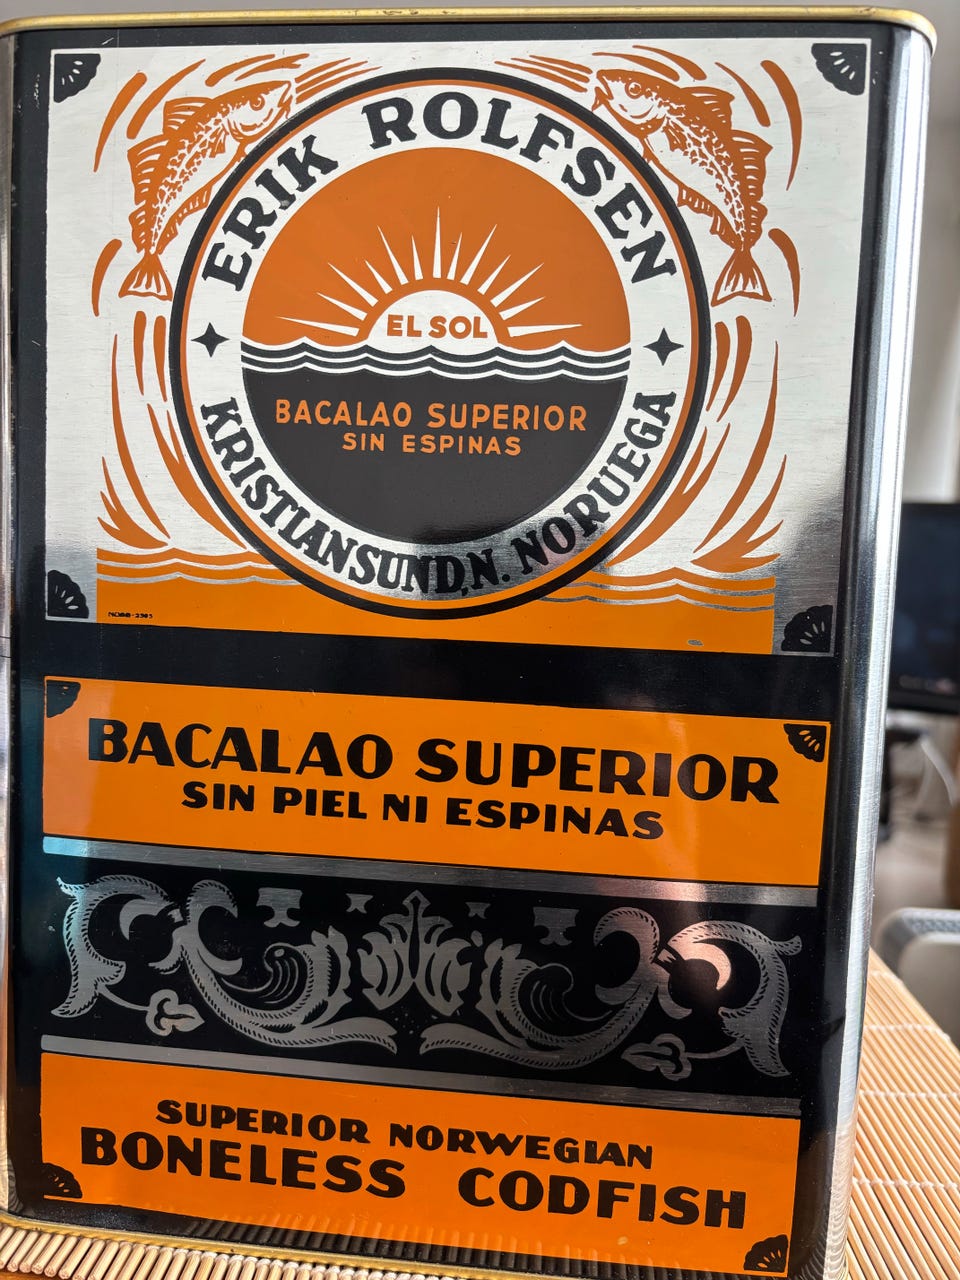 ERIK ROLFSEN
EL SOL
BACALAO SUPERIOR
SIN ESPINAS
KRISTIANSUND, N. NORUEGA
BACALAO SUPERIOR
SIN PIEL NI ESPINAS
SUPERIOR NORWEGIAN
BONELESS CODFISH